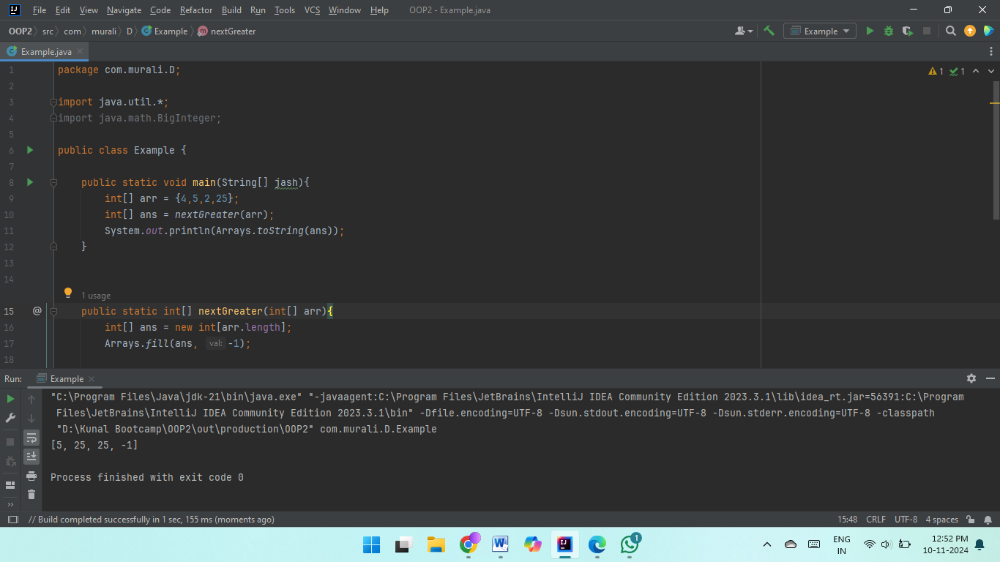 File Edit View Navigate Code Refactor Build Run Tools VCS Window Help OOP2 - Example.java
OOP2 src com murali D Example nextGreater Example
Example.java
1 package com.murali.D; 1 1
2
3 import java.util.*;
4 import java.math.BigInteger;
5
6 public class Example {
7
8 public static void main(String[] jash){
9 int[] arr = {4,5,2,25};
10 int[] ans = nextGreater(arr);
11 System.out.println(Arrays.toString(ans));
12 }
13
14
1 usage
15 @ public static int[] nextGreater(int[] arr){
16 int[] ans = new int[arr.length];
17 Arrays.fill(ans, val: -1);
18
Run: Example
"C:\Program Files\Java\jdk-21\bin\java.exe" "-javaagent:C:\Program Files\JetBrains\IntelliJ IDEA Community Edition 2023.3.1\lib\idea_rt.jar=56391:C:\Program
Files\JetBrains\IntelliJ IDEA Community Edition 2023.3.1\bin" -Dfile.encoding=UTF-8 -Dsun.stdout.encoding=UTF-8 -Dsun.stderr.encoding=UTF-8 -classpath
"D:\Kunal Bootcamp\OOP2\out\production\OOP2" com.murali.D.Example
[5, 25, 25, -1]
Process finished with exit code 0
// Build completed successfully in 1 sec, 155 ms (moments ago) 15:48 CRLF UTF-8 4 spaces
1
ENG
IN
12:52 PM
10-11-2024